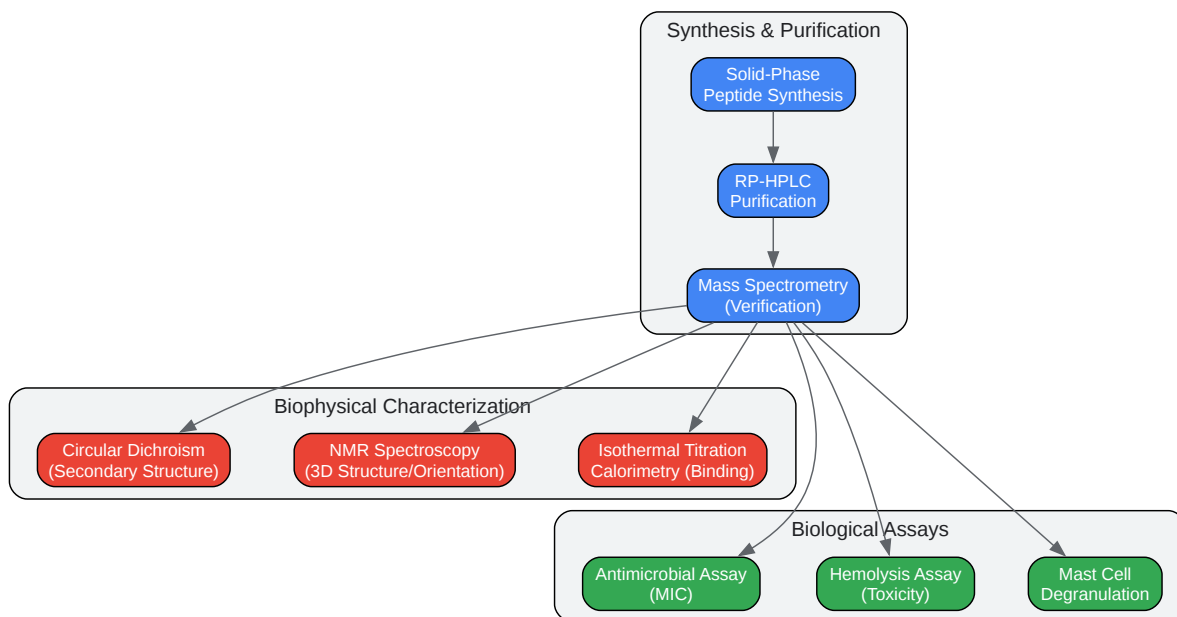 Synthesis & Purification
Solid-Phase
Peptide Synthesis
RP-HPLC
Purification
Mass Spectrometry
(Verification)
Biophysical Characterization
Circular Dichroism
(Secondary Structure)
NMR Spectroscopy
(3D Structure/Orientation)
Isothermal Titration
Calorimetry (Binding)
Biological Assays
Antimicrobial Assay
(MIC)
Hemolysis Assay
(Toxicity)
Mast Cell
Degranulation